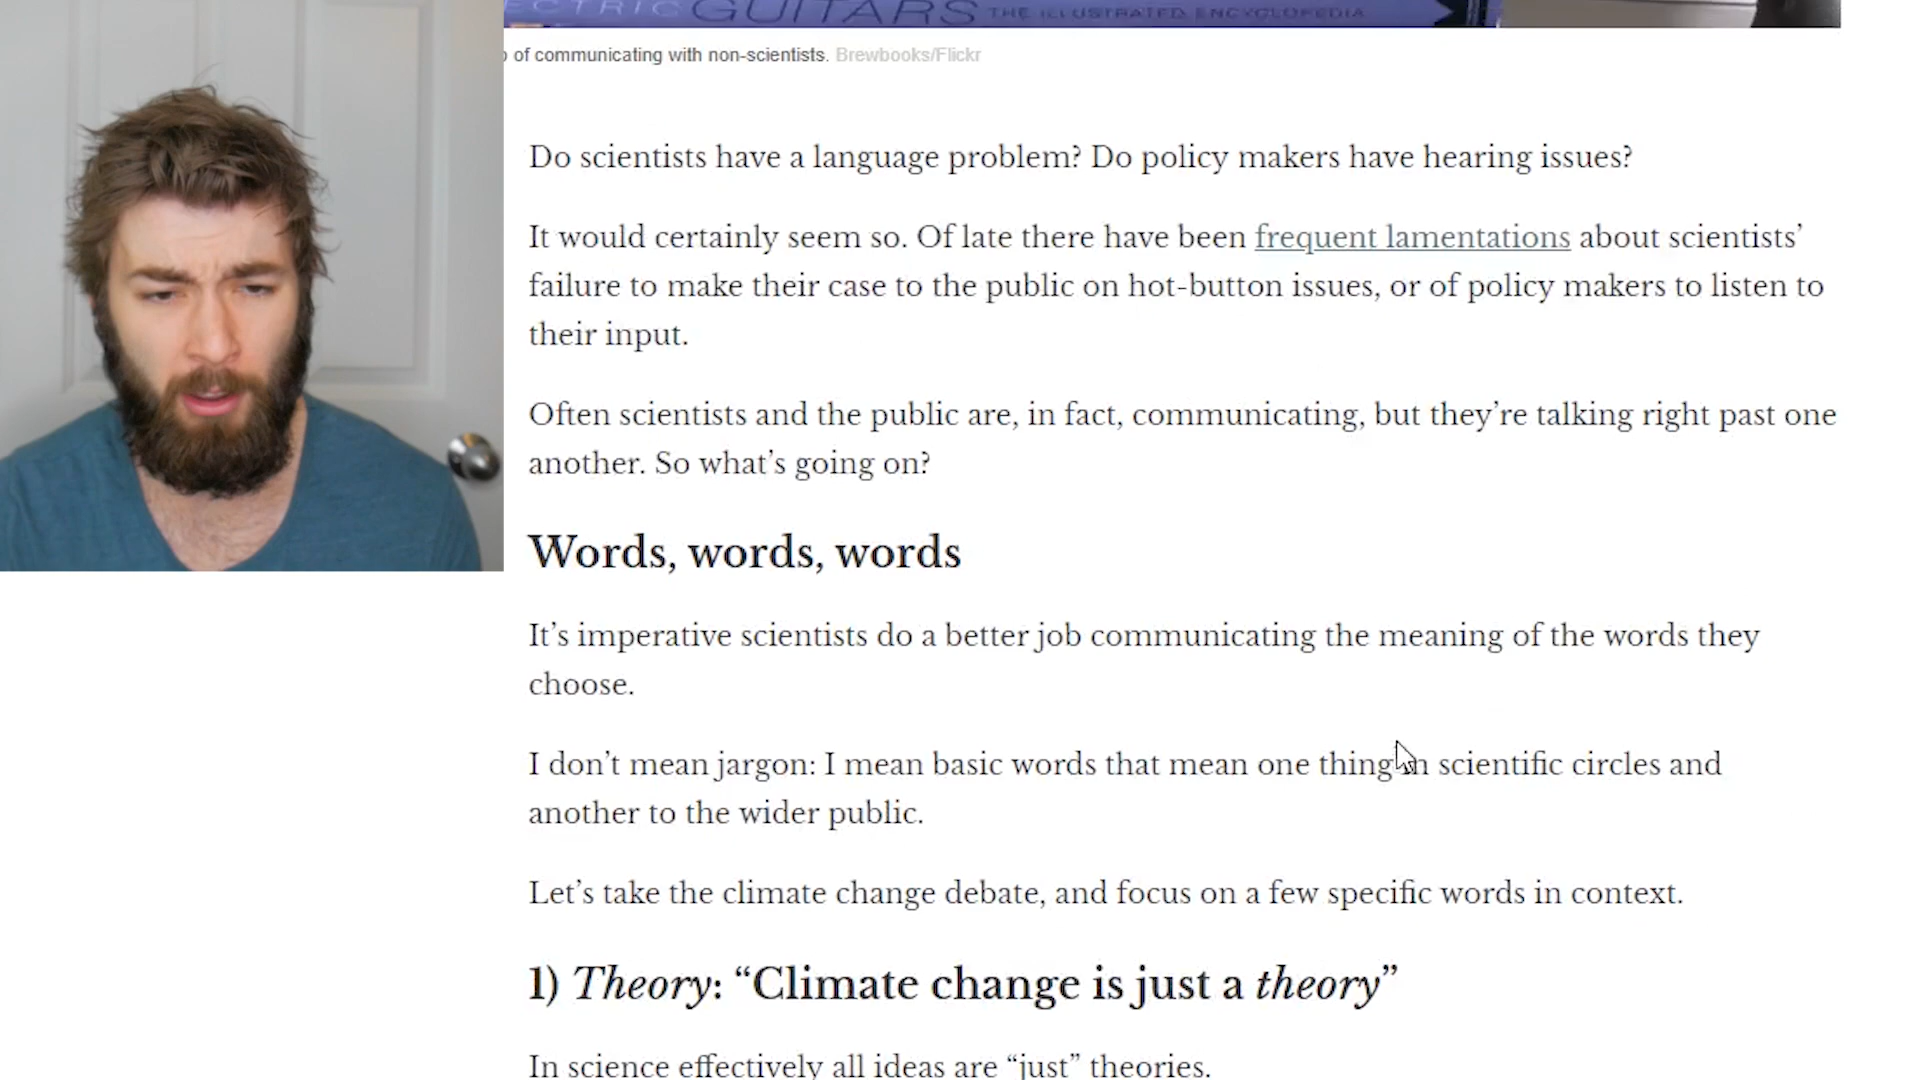 GUITARS THE ILLUSTRATED ENCYCLOPEDIA
of communicating with non-scientists. Brewbooks/Flickr
Do scientists have a language problem? Do policy makers have hearing issues?
It would certainly seem so. Of late there have been frequent lamentations about scientists’
failure to make their case to the public on hot-button issues, or of policy makers to listen to
their input.
Often scientists and the public are, in fact, communicating, but they’re talking right past one
another. So what’s going on?
Words, words, words
It’s imperative scientists do a better job communicating the meaning of the words they
choose.
I don’t mean jargon: I mean basic words that mean one thing in scientific circles and
another to the wider public.
Let’s take the climate change debate, and focus on a few specific words in context.
1) Theory: “Climate change is just a theory”
In science effectively all ideas are “just” theories.